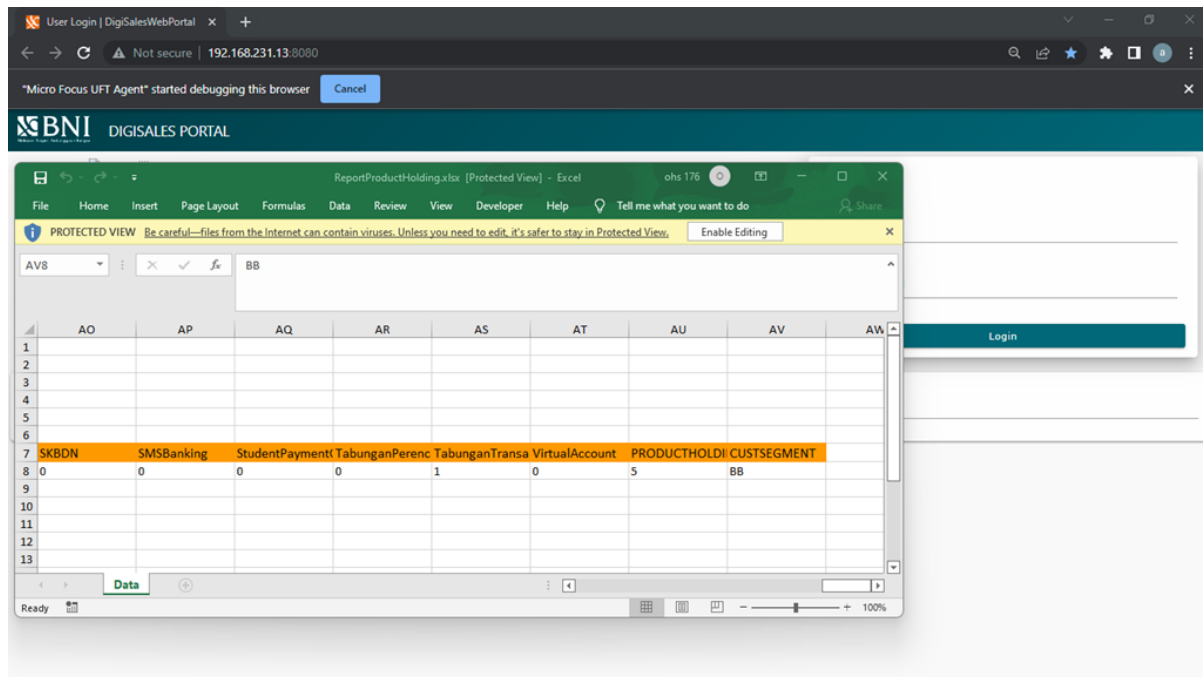 User Login | DigiSalesWebPortal
Not secure | 192.168.231.13:8080
"Micro Focus UFT Agent" started debugging this browser Cancel
BNI DIGISALES PORTAL
ReportProductHolding.xlsx [Protected View] - Excel ohs 176
File Home Insert Page Layout Formulas Data Review View Developer Help Tell me what you want to do Share
PROTECTED VIEW Be careful—files from the Internet can contain viruses. Unless you need to edit, it's safer to stay in Protected View. Enable Editing
AV8 fx BB
AO AP AQ AR AS AT AU AV AW
Login
1
2
3
4
5
6
7 SKBDN SMSBanking StudentPayment( TabunganPerenc TabunganTransa VirtualAccount PRODUCTHOLDI CUSTSEGMENT
8 0 0 0 0 1 0 5 BB
9
10
11
12
13
Data
Ready 100%